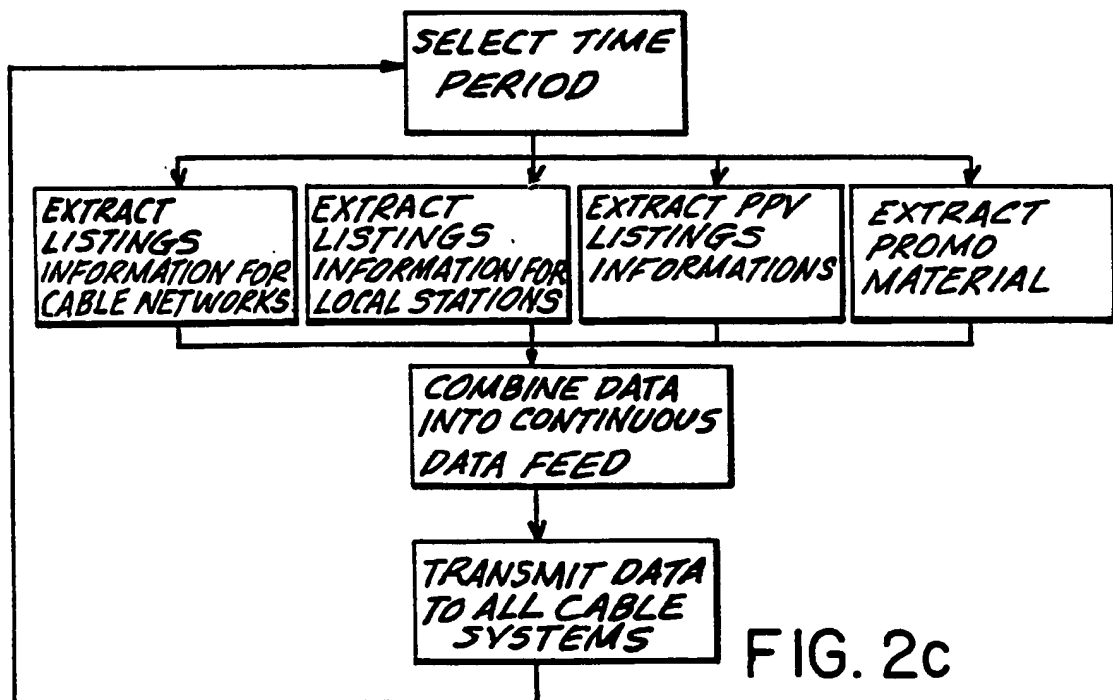 SELECT TIME
PERIOD
EXTRACT
LISTINGS
INFORMATION FOR
CABLE NETWORKS
EXTRACT
LISTINGS
INFORMATION FOR
LOCAL STATIONS
EXTRACT PPV
LISTINGS
INFORMATIONS
EXTRACT
PROMO
MATERIAL
COMBINE DATA
INTO CONTINUOUS
DATA FEED
TRANSMIT DATA
TO ALL CABLE
SYSTEMS
FIG. 2c